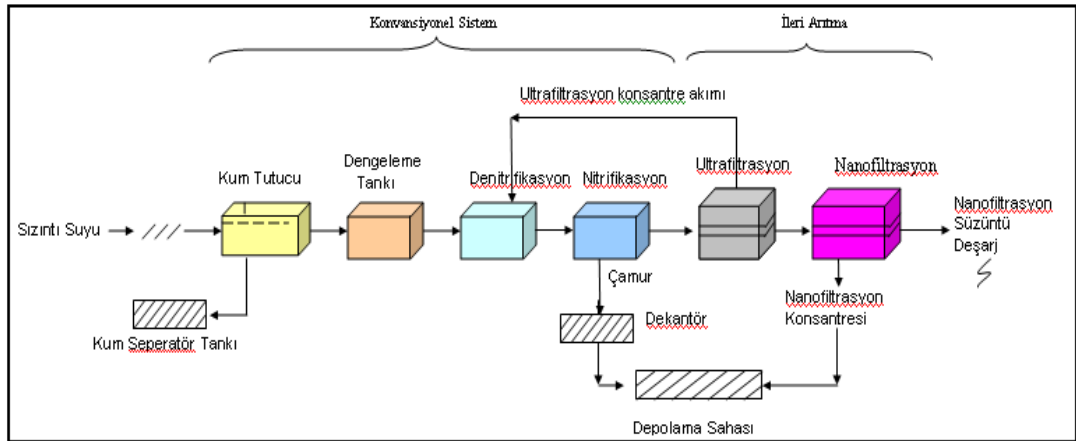 Konvansiyonel Sistem
İleri Arıtma
Ultrafiltrasyon konsantre akımı
Kum Tutucu
Dengeleme
Tankı
Denitrifikasyon
Nitrifikasyon
Ultrafiltrasyon
Nanofiltrasyon
Sızıntı Suyu
Nanofiltrasyon
Süzüntü
Deşarj
Çamur
Nanofiltrasyon
Konsantresi
Dekantör
Kum Seperatör Tankı
Depolama Sahası